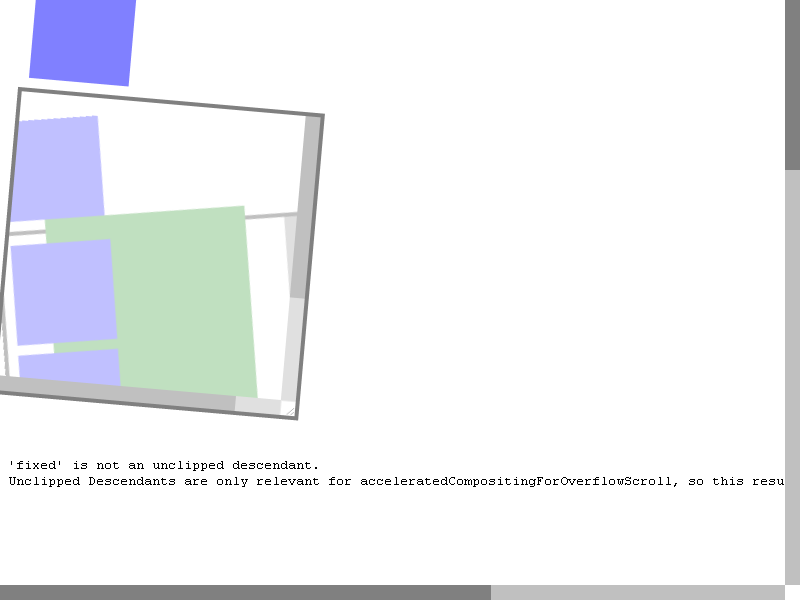 'fixed' is not an unclipped descendant.
Unclipped Descendants are only relevant for acceleratedCompositingForOverflowScroll, so this resu